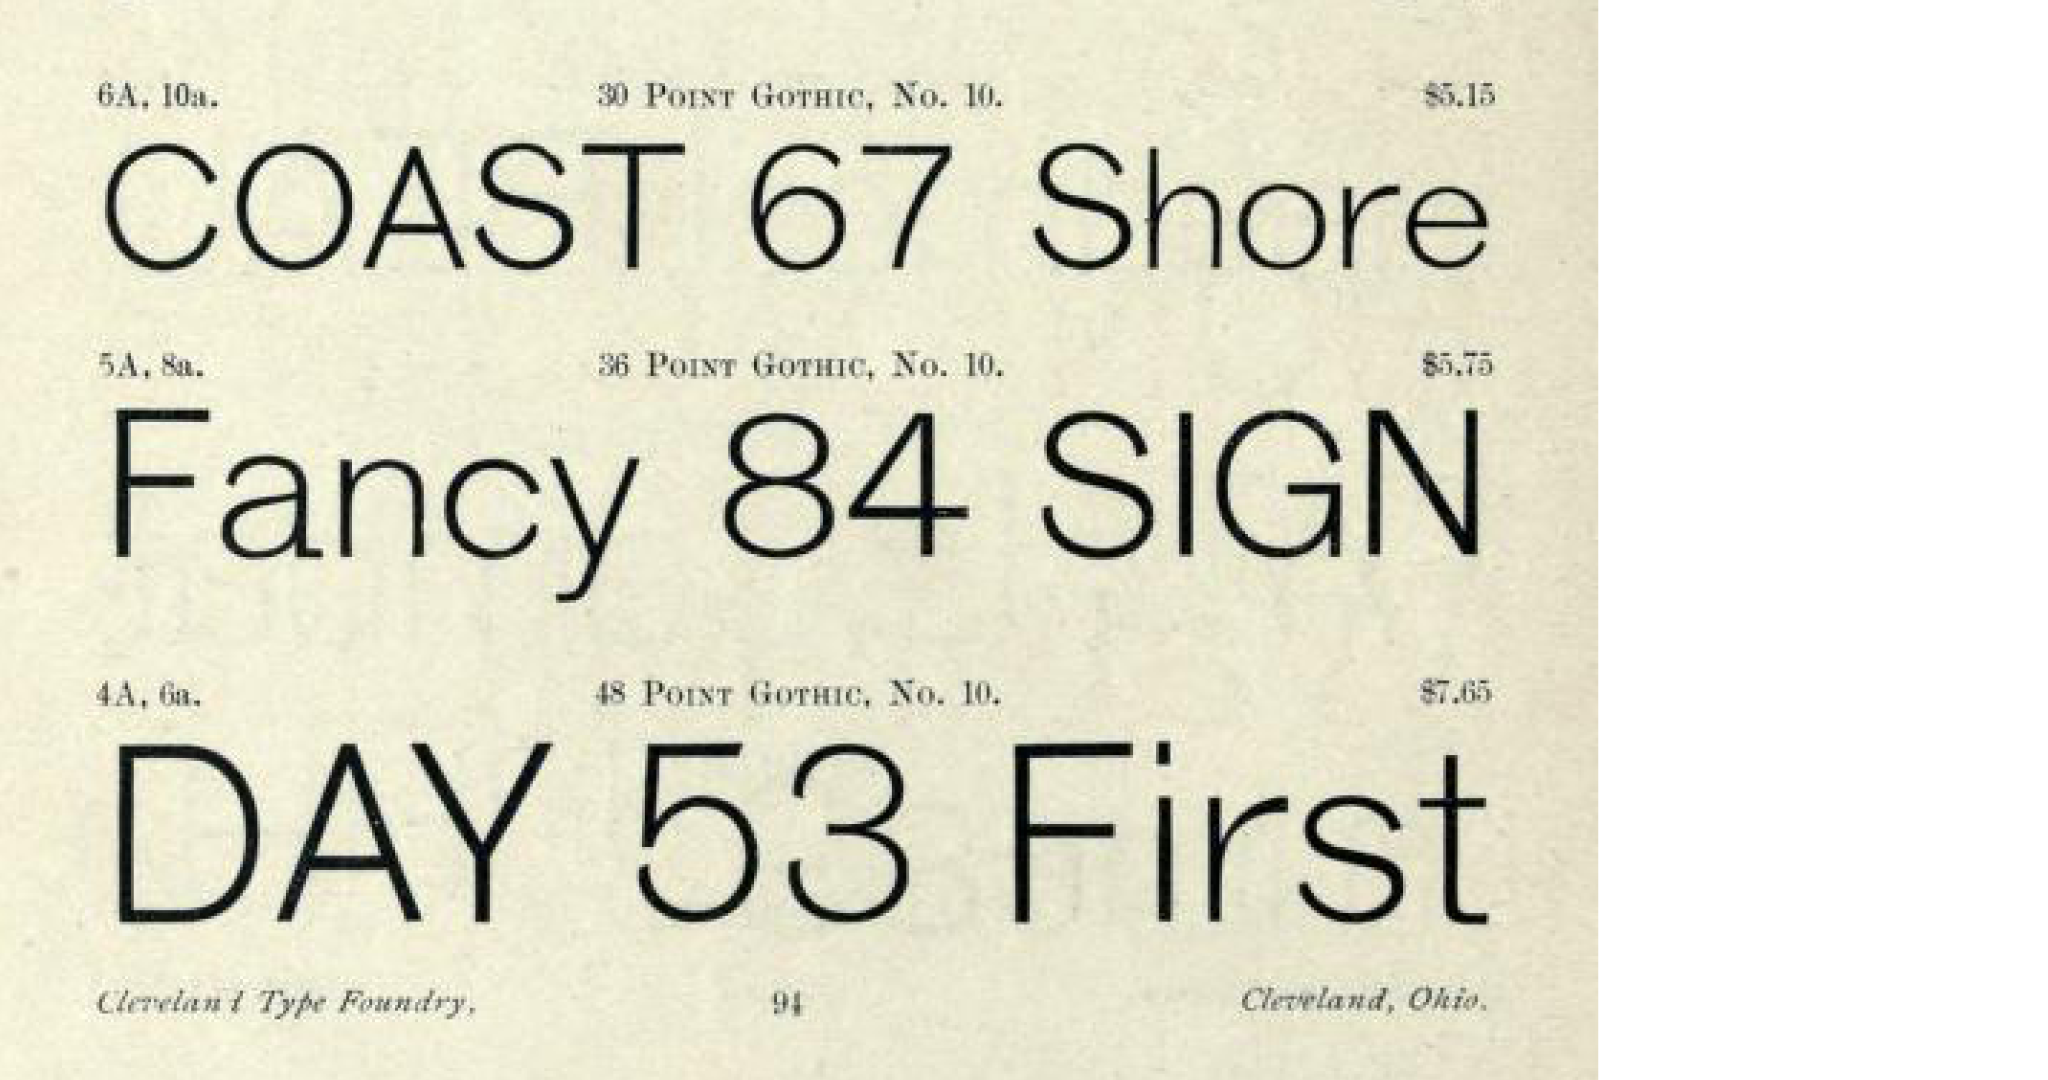 6A, 10a. 30 POINT GOTHIC, NO. 10. $5.15
COAST 67 Shore
5A, 8a. 36 POINT GOTHIC, NO. 10. $5.75
Fancy 84 SIGN
4A, 6a. 48 POINT GOTHIC, NO. 10. $7.65
DAY 53 First
Cleveland Type Foundry, 94 Cleveland, Ohio.